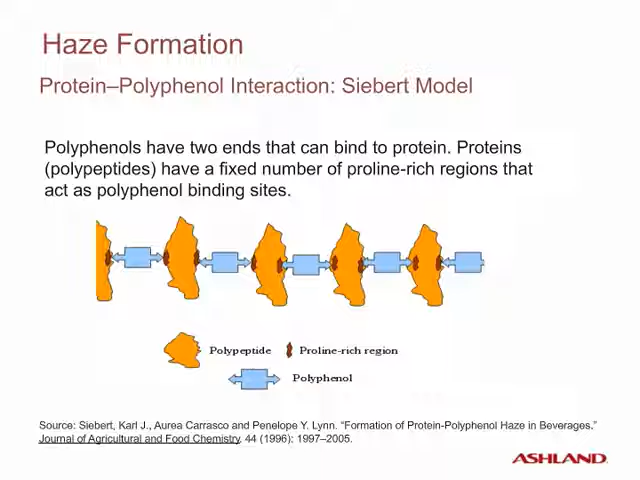 Haze Formation
Protein–Polyphenol Interaction: Siebert Model
Polyphenols have two ends that can bind to protein. Proteins
(polypeptides) have a fixed number of proline-rich regions that
act as polyphenol binding sites.
Polypeptide
Proline-rich region
Polyphenol
Source: Siebert, Karl J., Aurea Carrasco and Penelope Y. Lynn. “Formation of Protein-Polyphenol Haze in Beverages.”
Journal of Agricultural and Food Chemistry. 44 (1996): 1997–2005.
ASHLAND